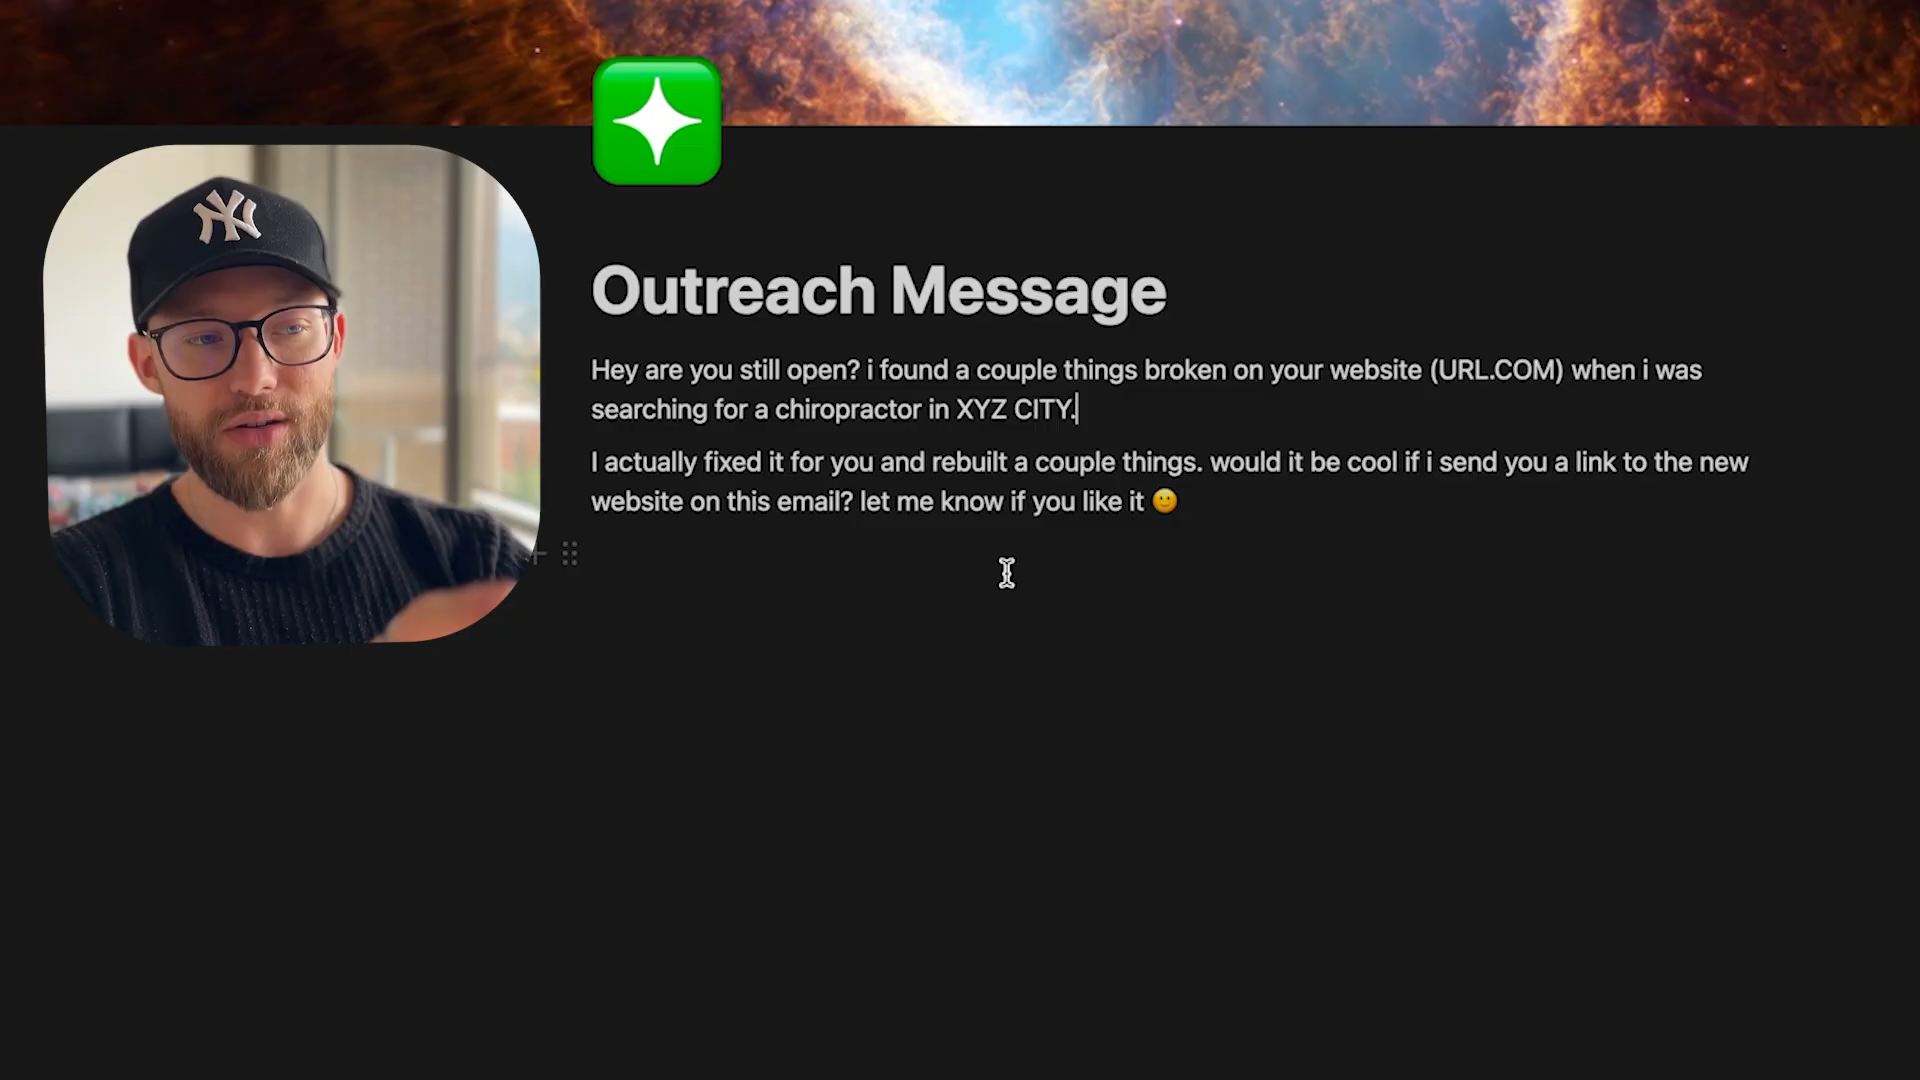 NY
Outreach Message
Hey are you still open? i found a couple things broken on your website (URL.COM) when i was
searching for a chiropractor in XYZ CITY.
I actually fixed it for you and rebuilt a couple things. would it be cool if i send you a link to the new
website on this email? let me know if you like it 🙂